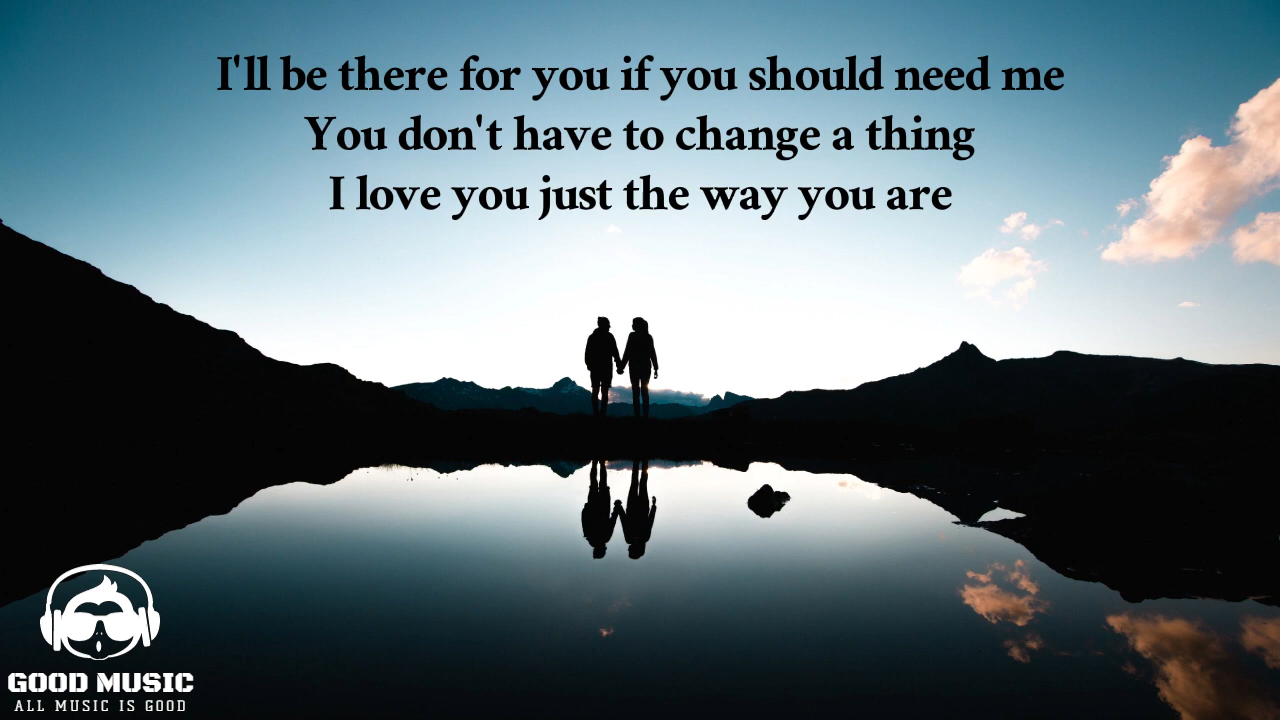 I'll be there for you if you should need me
You don't have to change a thing
I love you just the way you are
GOOD MUSIC
ALL MUSIC IS GOOD